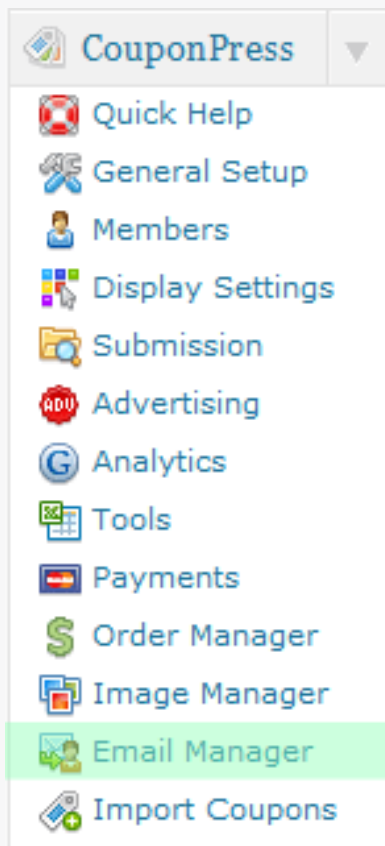 CouponPress
Quick Help
General Setup
Members
Display Settings
Submission
ADV Advertising
G Analytics
Tools
Payments
$ Order Manager
Image Manager
Email Manager
Import Coupons